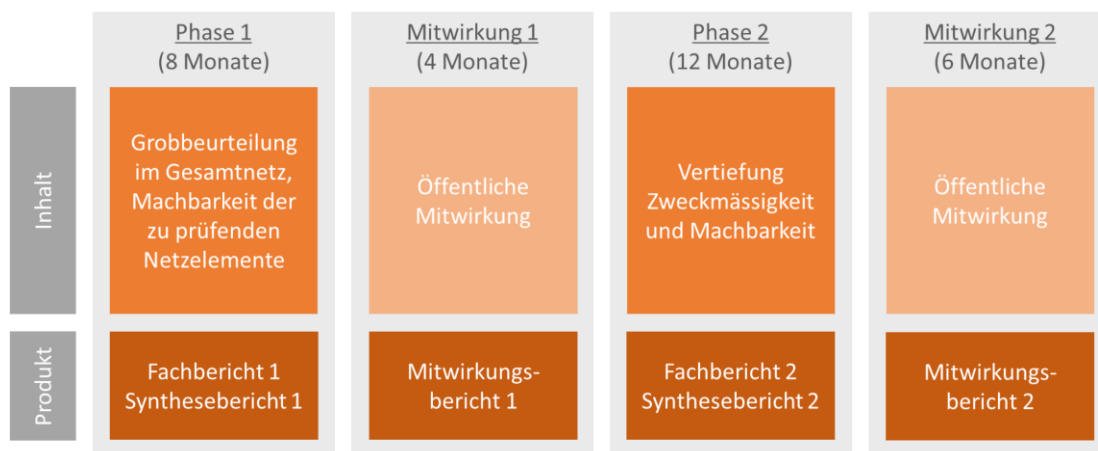 Phase 1
(8 Monate)
Mitwirkung 1
(4 Monate)
Phase 2
(12 Monate)
Mitwirkung 2
(6 Monate)
Inhalt
Grobbeurteilung
im Gesamtnetz,
Machbarkeit der
zu prüfenden
Netzelemente
Öffentliche
Mitwirkung
Vertiefung
Zweckmässigkeit
und Machbarkeit
Öffentliche
Mitwirkung
Produkt
Fachbericht 1
Synthesebericht 1
Mitwirkungs-
bericht 1
Fachbericht 2
Synthesebericht 2
Mitwirkungs-
bericht 2